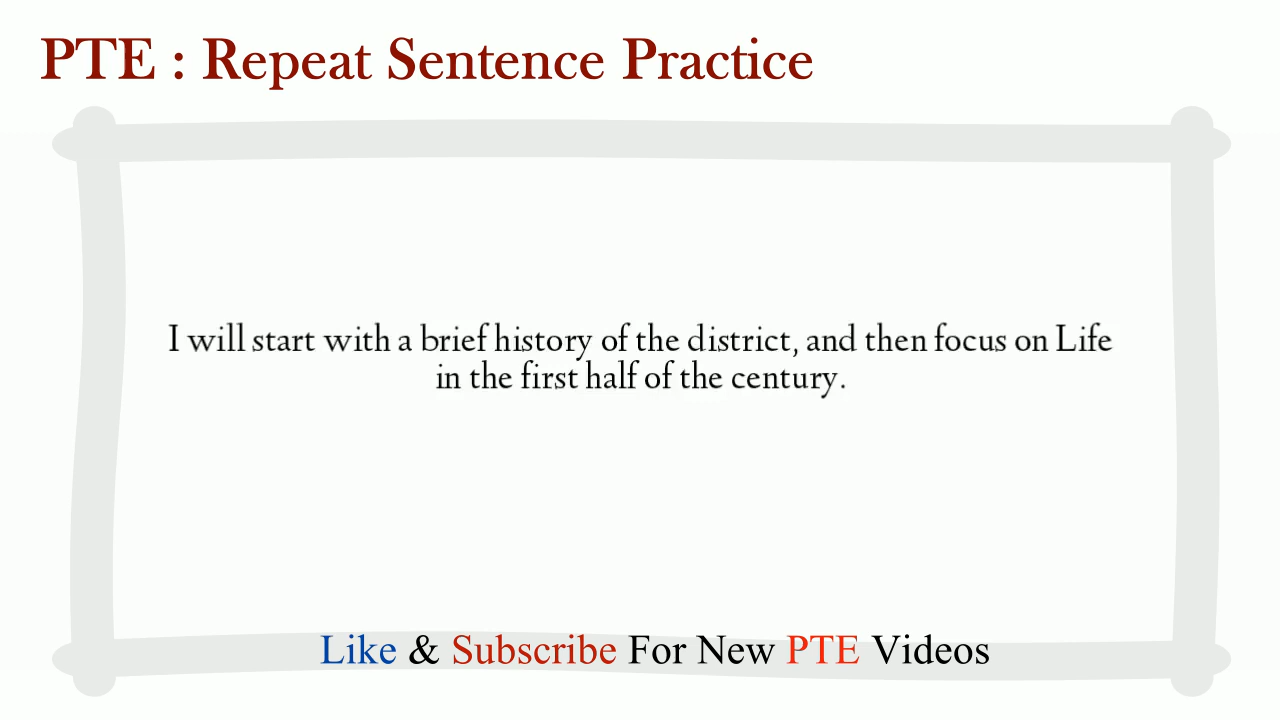 PTE : Repeat Sentence Practice
I will start with a brief history of the district, and then focus on Life
in the first half of the century.
Like & Subscribe For New PTE Videos